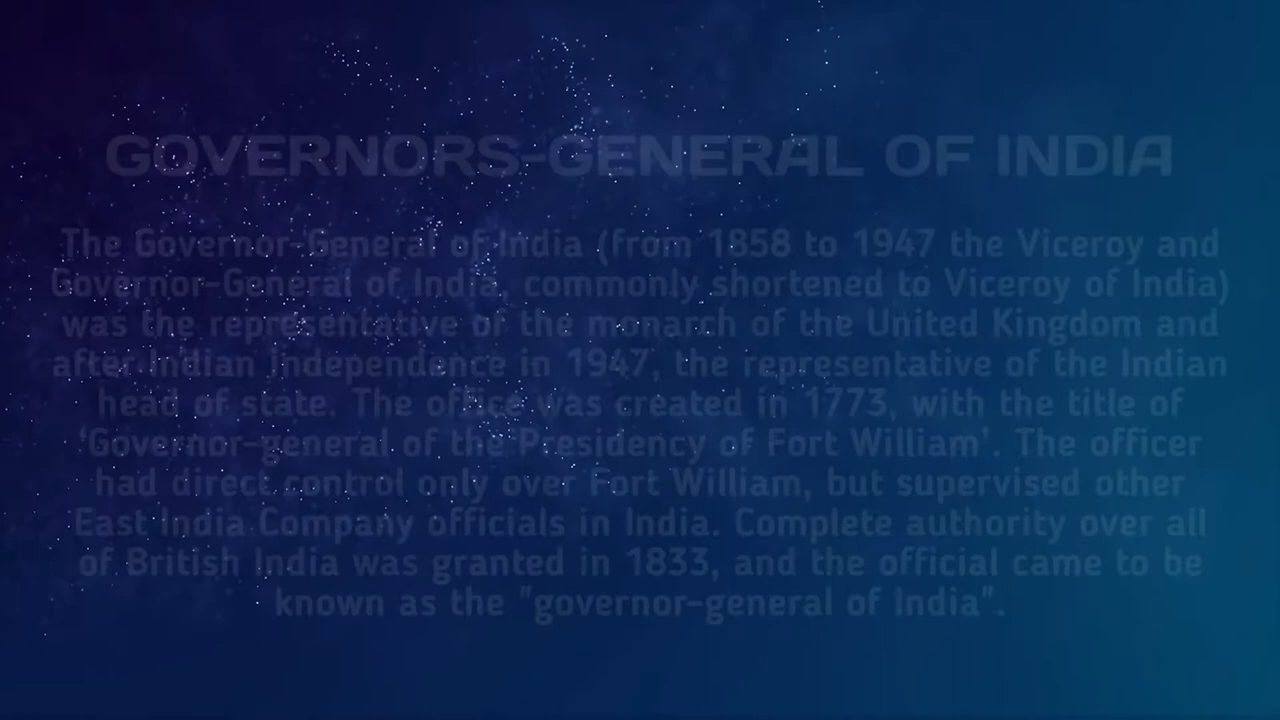 GOVERNORS-GENERAL OF INDIA
The Governor-General of India (from 1858 to 1947 the Viceroy and
Governor-General of India, commonly shortened to Viceroy of India)
was the representative of the monarch of the United Kingdom and
after Indian independence in 1947, the representative of the Indian
head of state. The office was created in 1773, with the title of
'Governor-general of the Presidency of Fort William'. The officer
had direct control only over Fort William, but supervised other
East India Company officials in India. Complete authority over all
of British India was granted in 1833, and the official came to be
known as the "governor-general of India".